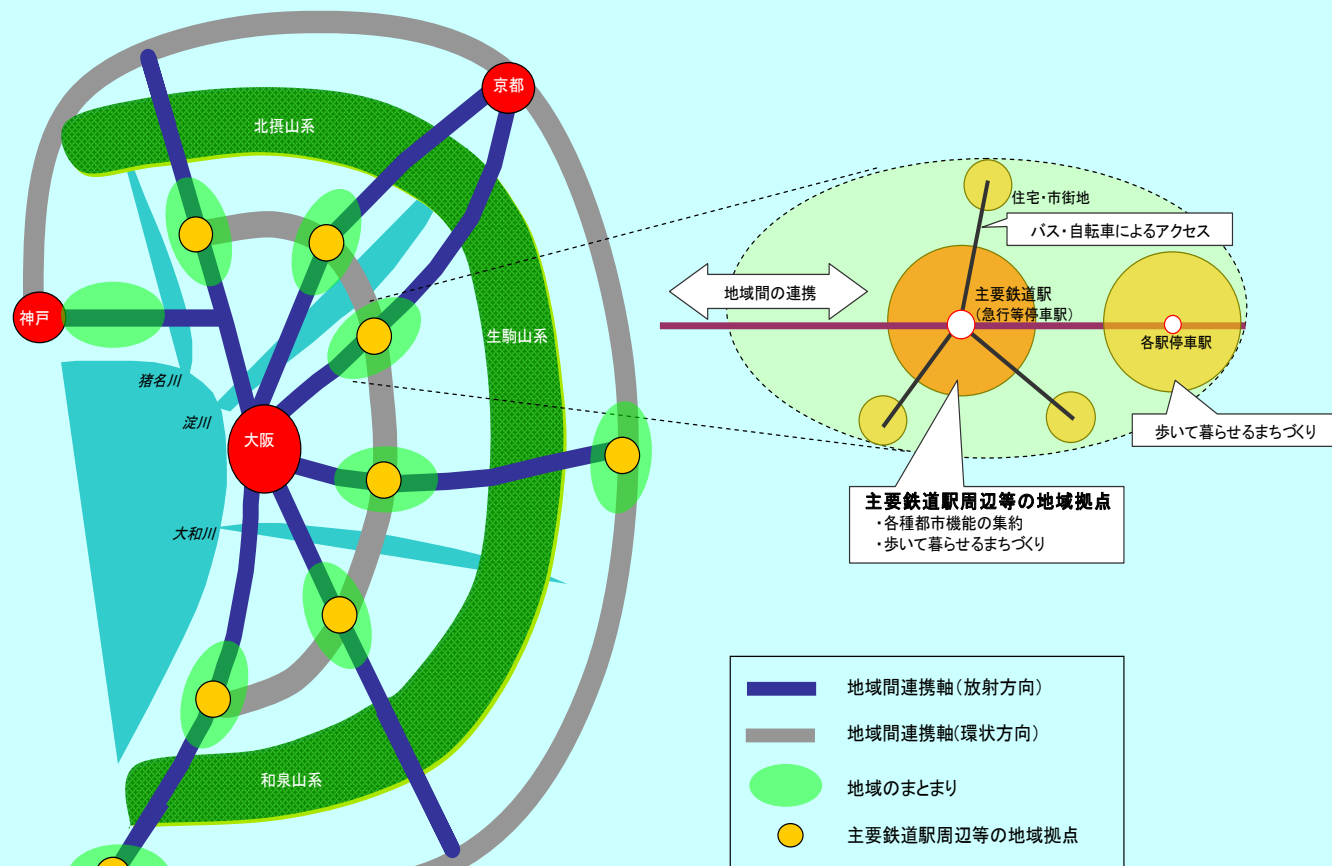 京都
北摂山系
神戸
生駒山系
猪名川
淀川
大阪
大和川
和泉山系
住宅・市街地
バス・自転車によるアクセス
地域間の連携
主要鉄道駅
(急行等停車駅)
各駅停車駅
歩いて暮らせるまちづくり
主要鉄道駅周辺等の地域拠点
・各種都市機能の集約
・歩いて暮らせるまちづくり
地域間連携軸(放射方向)
地域間連携軸(環状方向)
地域のまとまり
主要鉄道駅周辺等の地域拠点